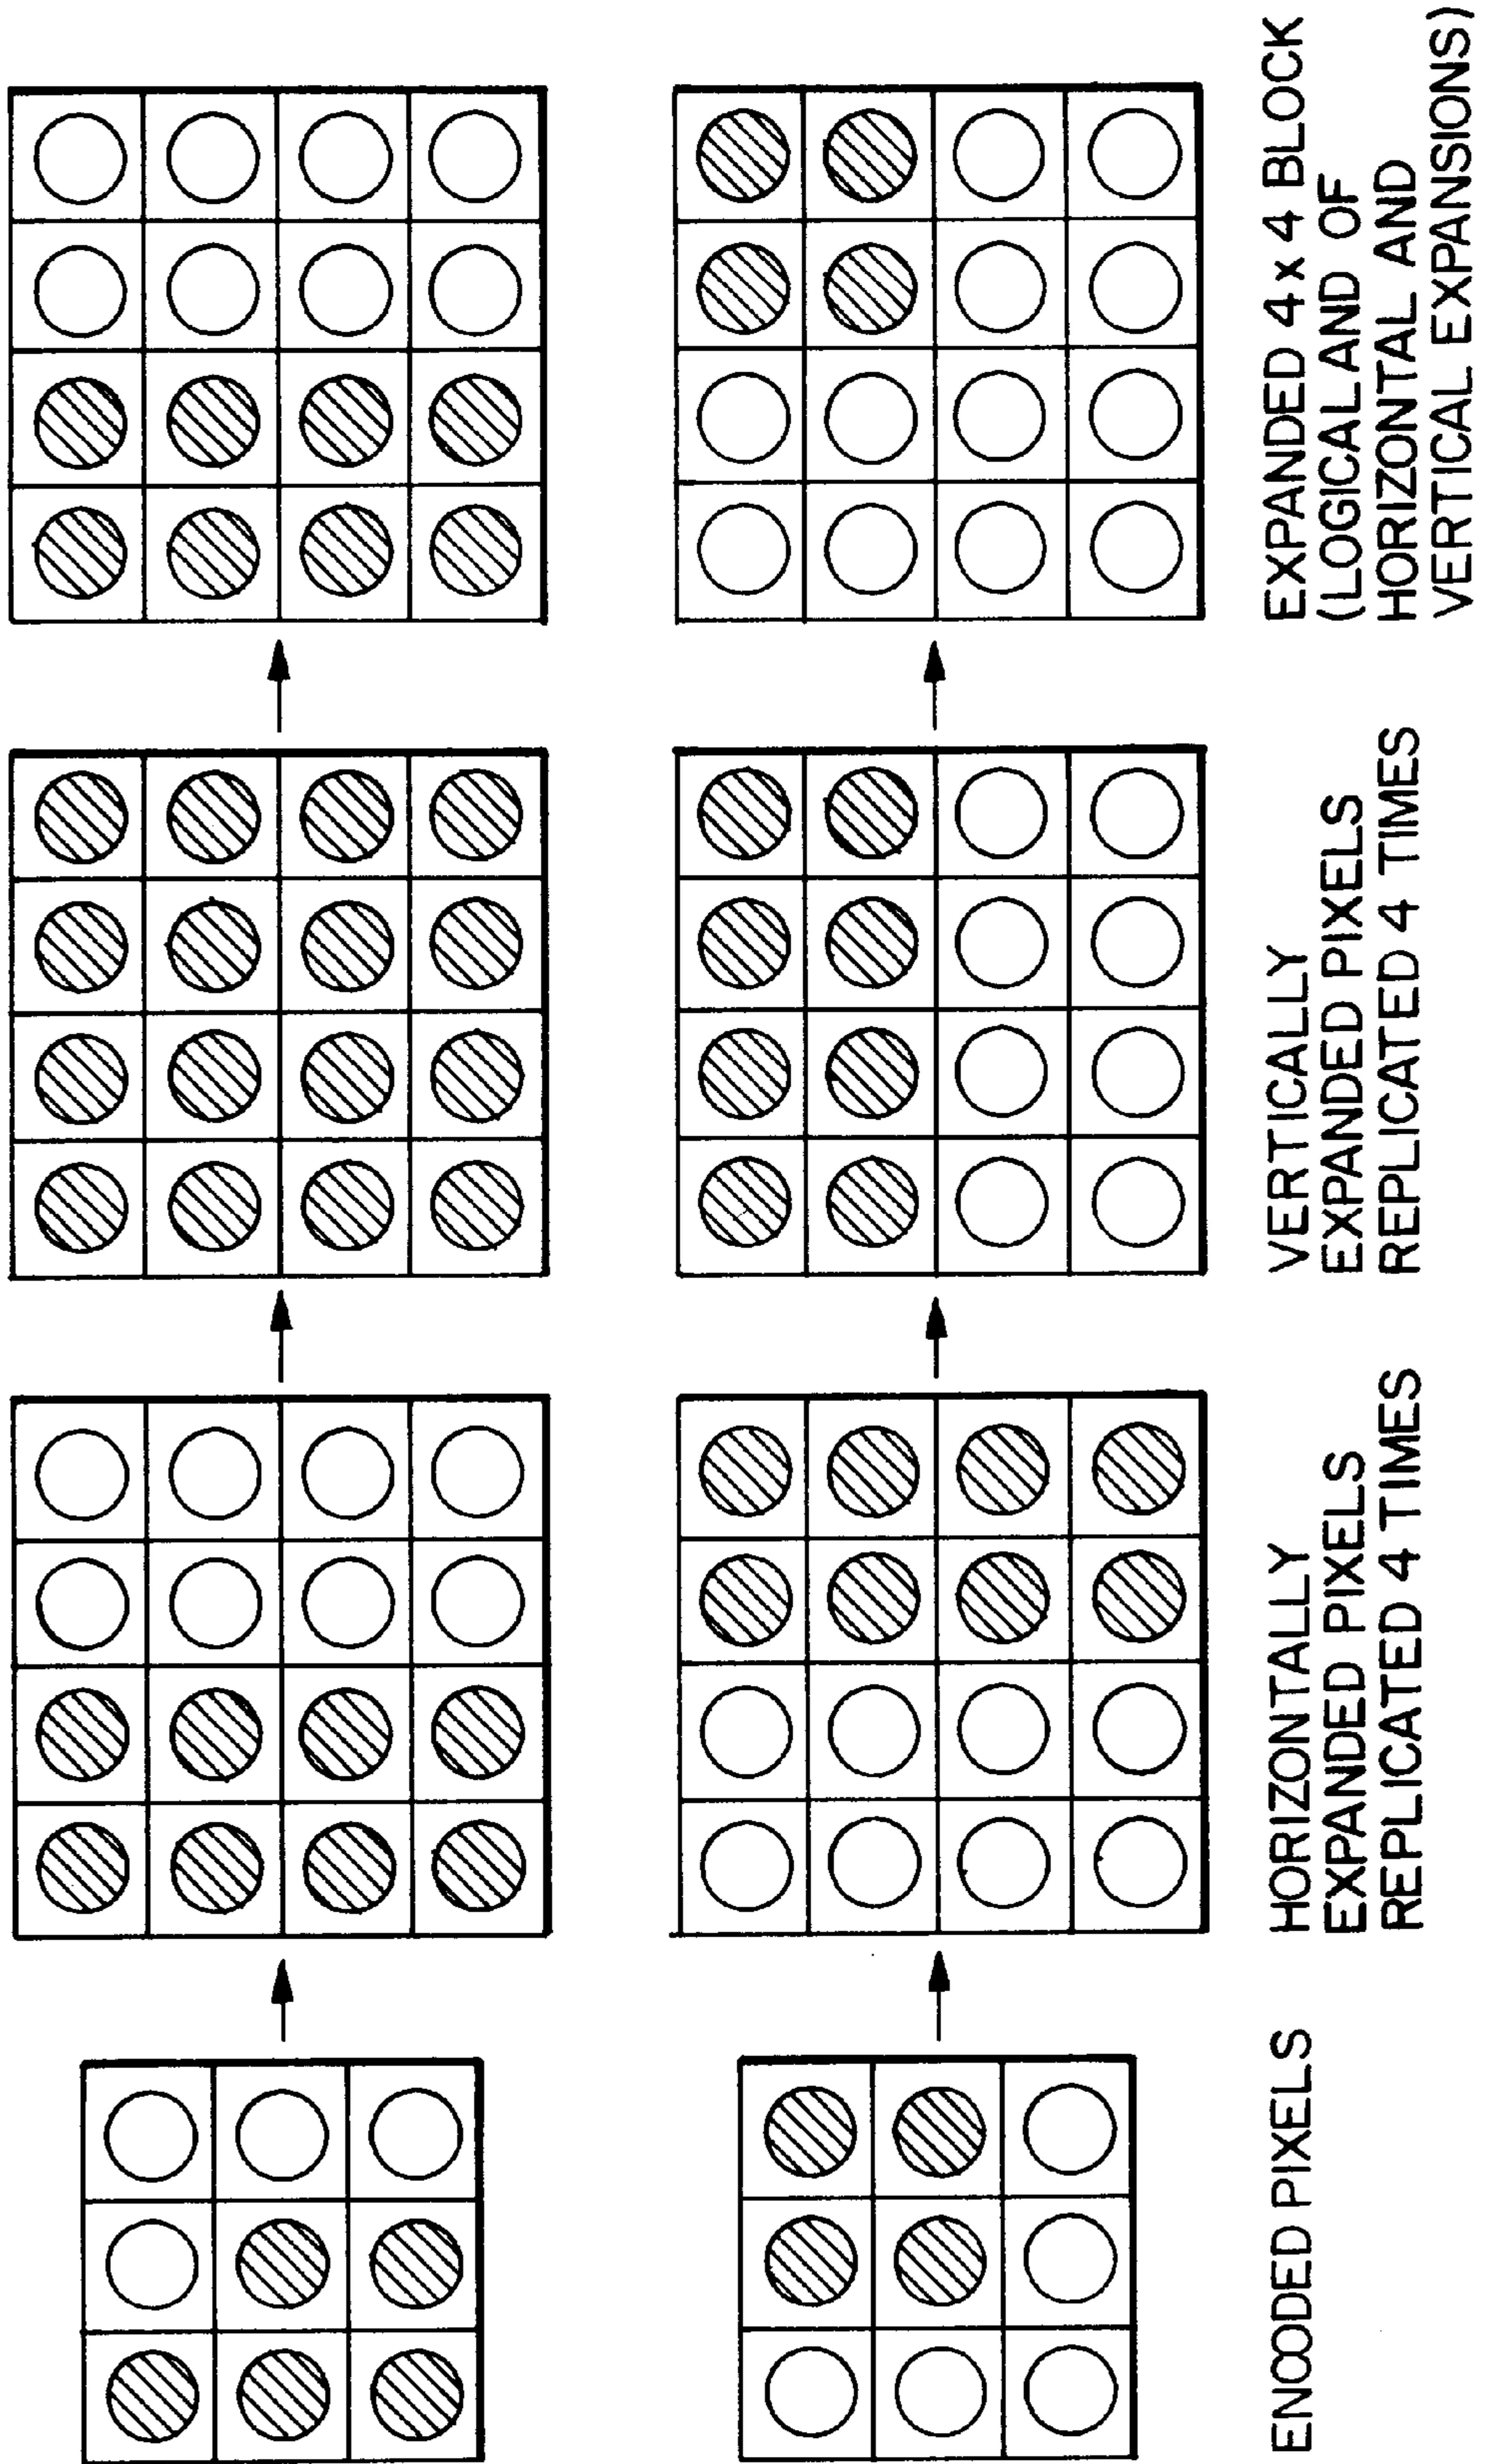 ENCODED PIXELS
HORIZONTALLY
EXPANDED PIXELS
REPLICATED 4 TIMES
VERTICALLY
EXPANDED PIXELS
REPLICATED 4 TIMES
EXPANDED 4 x 4 BLOCK
(LOGICAL AND OF
HORIZONTAL AND
VERTICAL EXPANSIONS)